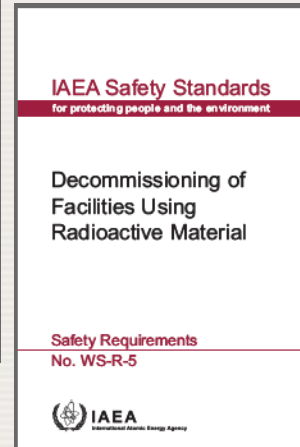 IAEA Safety Standards
for protecting people and the environment
Decommissioning of
Facilities Using
Radioactive Material
Safety Requirements
No. WS-R-5
IAEA
International Atomic Energy Agency